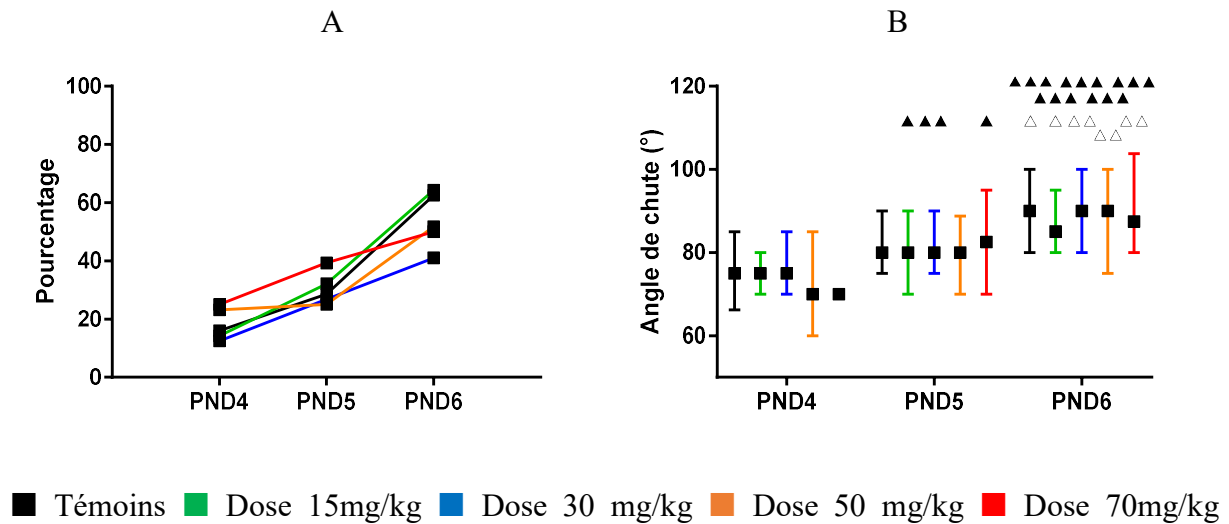 A
B
100
80
60
40
20
0
Pourcentage
PND4 PND5 PND6
120
100
80
60
Angle de chute (°)
▲▲▲ ▲▲▲ ▲▲▲
▲▲▲ ▲▲▲
▲▲▲ ▲
△ △ △△ △△
△△
PND4 PND5 PND6
Témoins Dose 15mg/kg Dose 30 mg/kg Dose 50 mg/kg Dose 70mg/kg